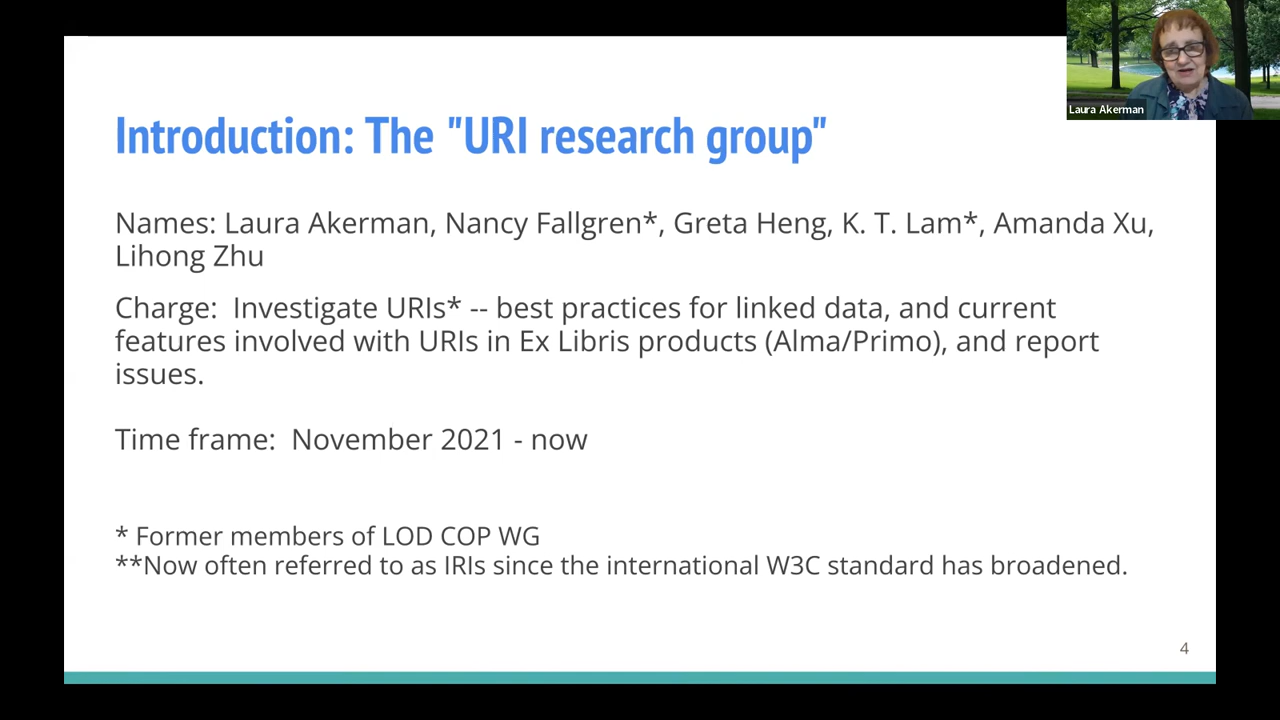 Laura Akerman
Introduction: The "URI research group"
Names: Laura Akerman, Nancy Fallgren*, Greta Heng, K. T. Lam*, Amanda Xu,
Lihong Zhu
Charge:  Investigate URIs* -- best practices for linked data, and current
features involved with URIs in Ex Libris products (Alma/Primo), and report
issues.
Time frame:  November 2021 - now
* Former members of LOD COP WG
**Now often referred to as IRIs since the international W3C standard has broadened.
4